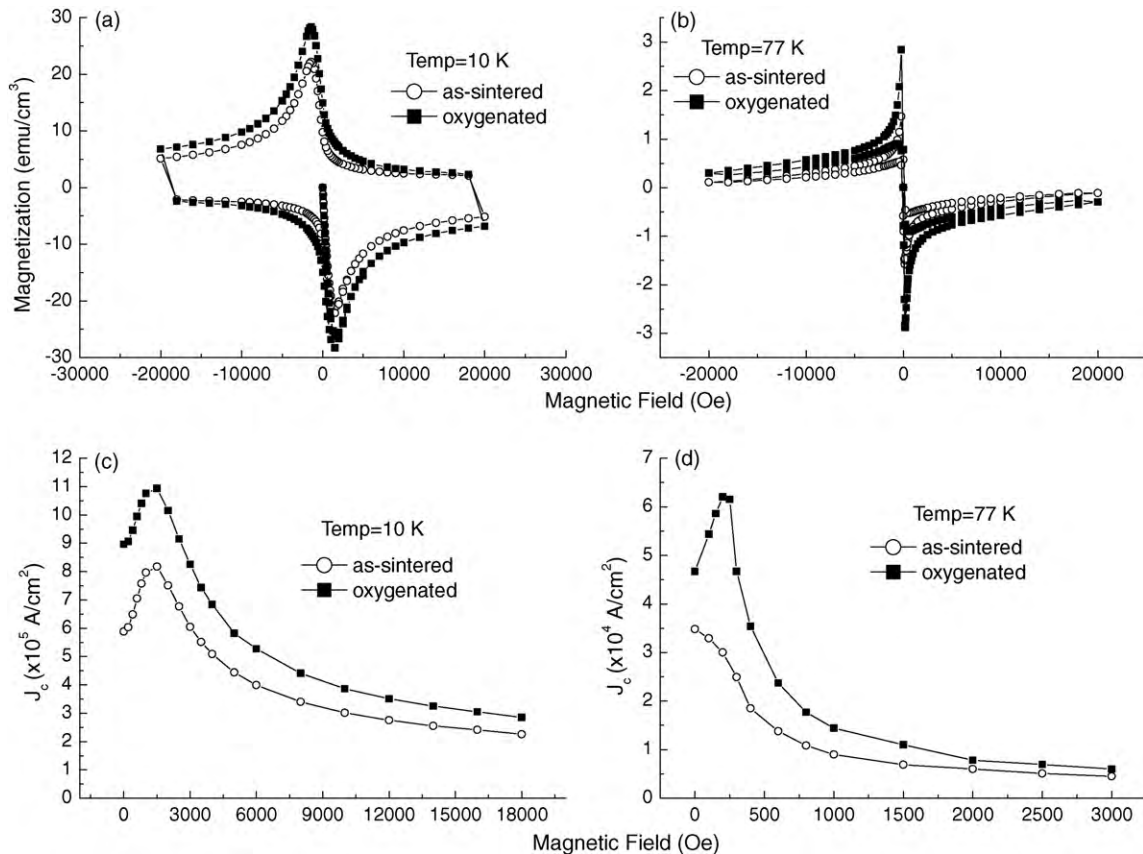 (a)
Temp=10 K
as-sintered
oxygenated
Magnetization (emu/cm³)
30
20
10
0
-10
-20
-30
-30000 -20000 -10000 0 10000 20000 30000
(b)
Temp=77 K
as-sintered
oxygenated
3
2
1
0
-1
-2
-3
-20000 -10000 0 10000 20000
Magnetic Field (Oe)
(c)
Temp=10 K
as-sintered
oxygenated
J_c (x10⁵ A/cm²)
12
11
10
9
8
7
6
5
4
3
2
1
0
0 3000 6000 9000 12000 15000 18000
(d)
Temp=77 K
as-sintered
oxygenated
J_c (x10⁴ A/cm²)
7
6
5
4
3
2
1
0
0 500 1000 1500 2000 2500 3000
Magnetic Field (Oe)